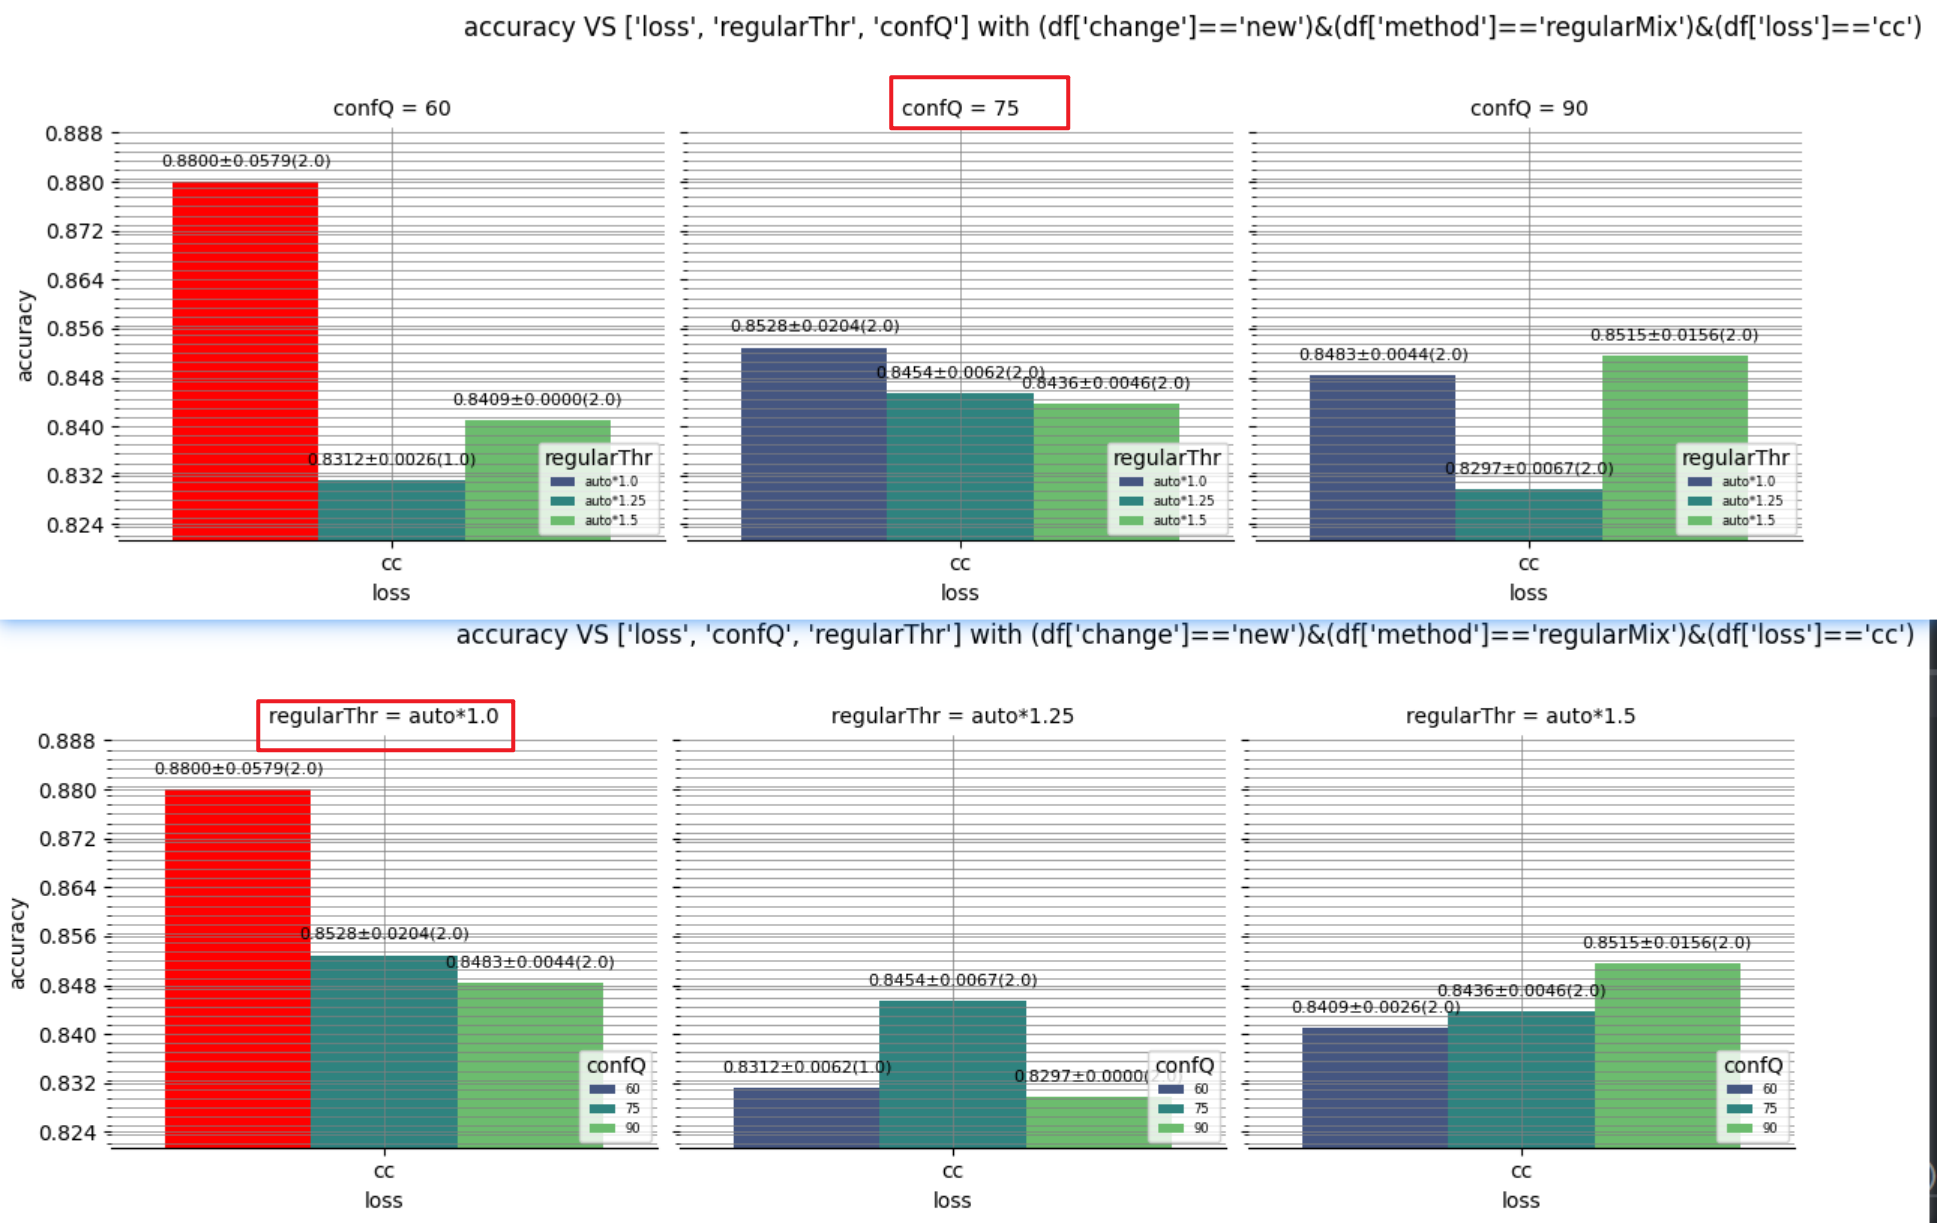 accuracy VS ['loss', 'regularThr', 'confQ'] with (df['change']=='new')&(df['method']=='regularMix')&(df['loss']=='cc')
confQ = 60
confQ = 75
confQ = 90
accuracy
0.888
0.880
0.872
0.864
0.856
0.848
0.840
0.832
0.824
0.8800±0.0579(2.0)
0.8312±0.0026(1.0)
0.8409±0.0000(2.0)
regularThr
auto*1.0
auto*1.25
auto*1.5
cc
loss
0.8528±0.0204(2.0)
0.8454±0.0062(2.0)
0.8436±0.0046(2.0)
regularThr
auto*1.0
auto*1.25
auto*1.5
cc
loss
0.8483±0.0044(2.0)
0.8297±0.0067(2.0)
0.8515±0.0156(2.0)
regularThr
auto*1.0
auto*1.25
auto*1.5
cc
loss
accuracy VS ['loss', 'confQ', 'regularThr'] with (df['change']=='new')&(df['method']=='regularMix')&(df['loss']=='cc')
regularThr = auto*1.0
regularThr = auto*1.25
regularThr = auto*1.5
accuracy
0.888
0.880
0.872
0.864
0.856
0.848
0.840
0.832
0.824
0.8800±0.0579(2.0)
0.8528±0.0204(2.0)
0.8483±0.0044(2.0)
confQ
60
75
90
cc
loss
0.8312±0.0062(1.0)
0.8454±0.0067(2.0)
0.8297±0.0000(2.0)
confQ
60
75
90
cc
loss
0.8409±0.0026(2.0)
0.8436±0.0046(2.0)
0.8515±0.0156(2.0)
confQ
60
75
90
cc
loss